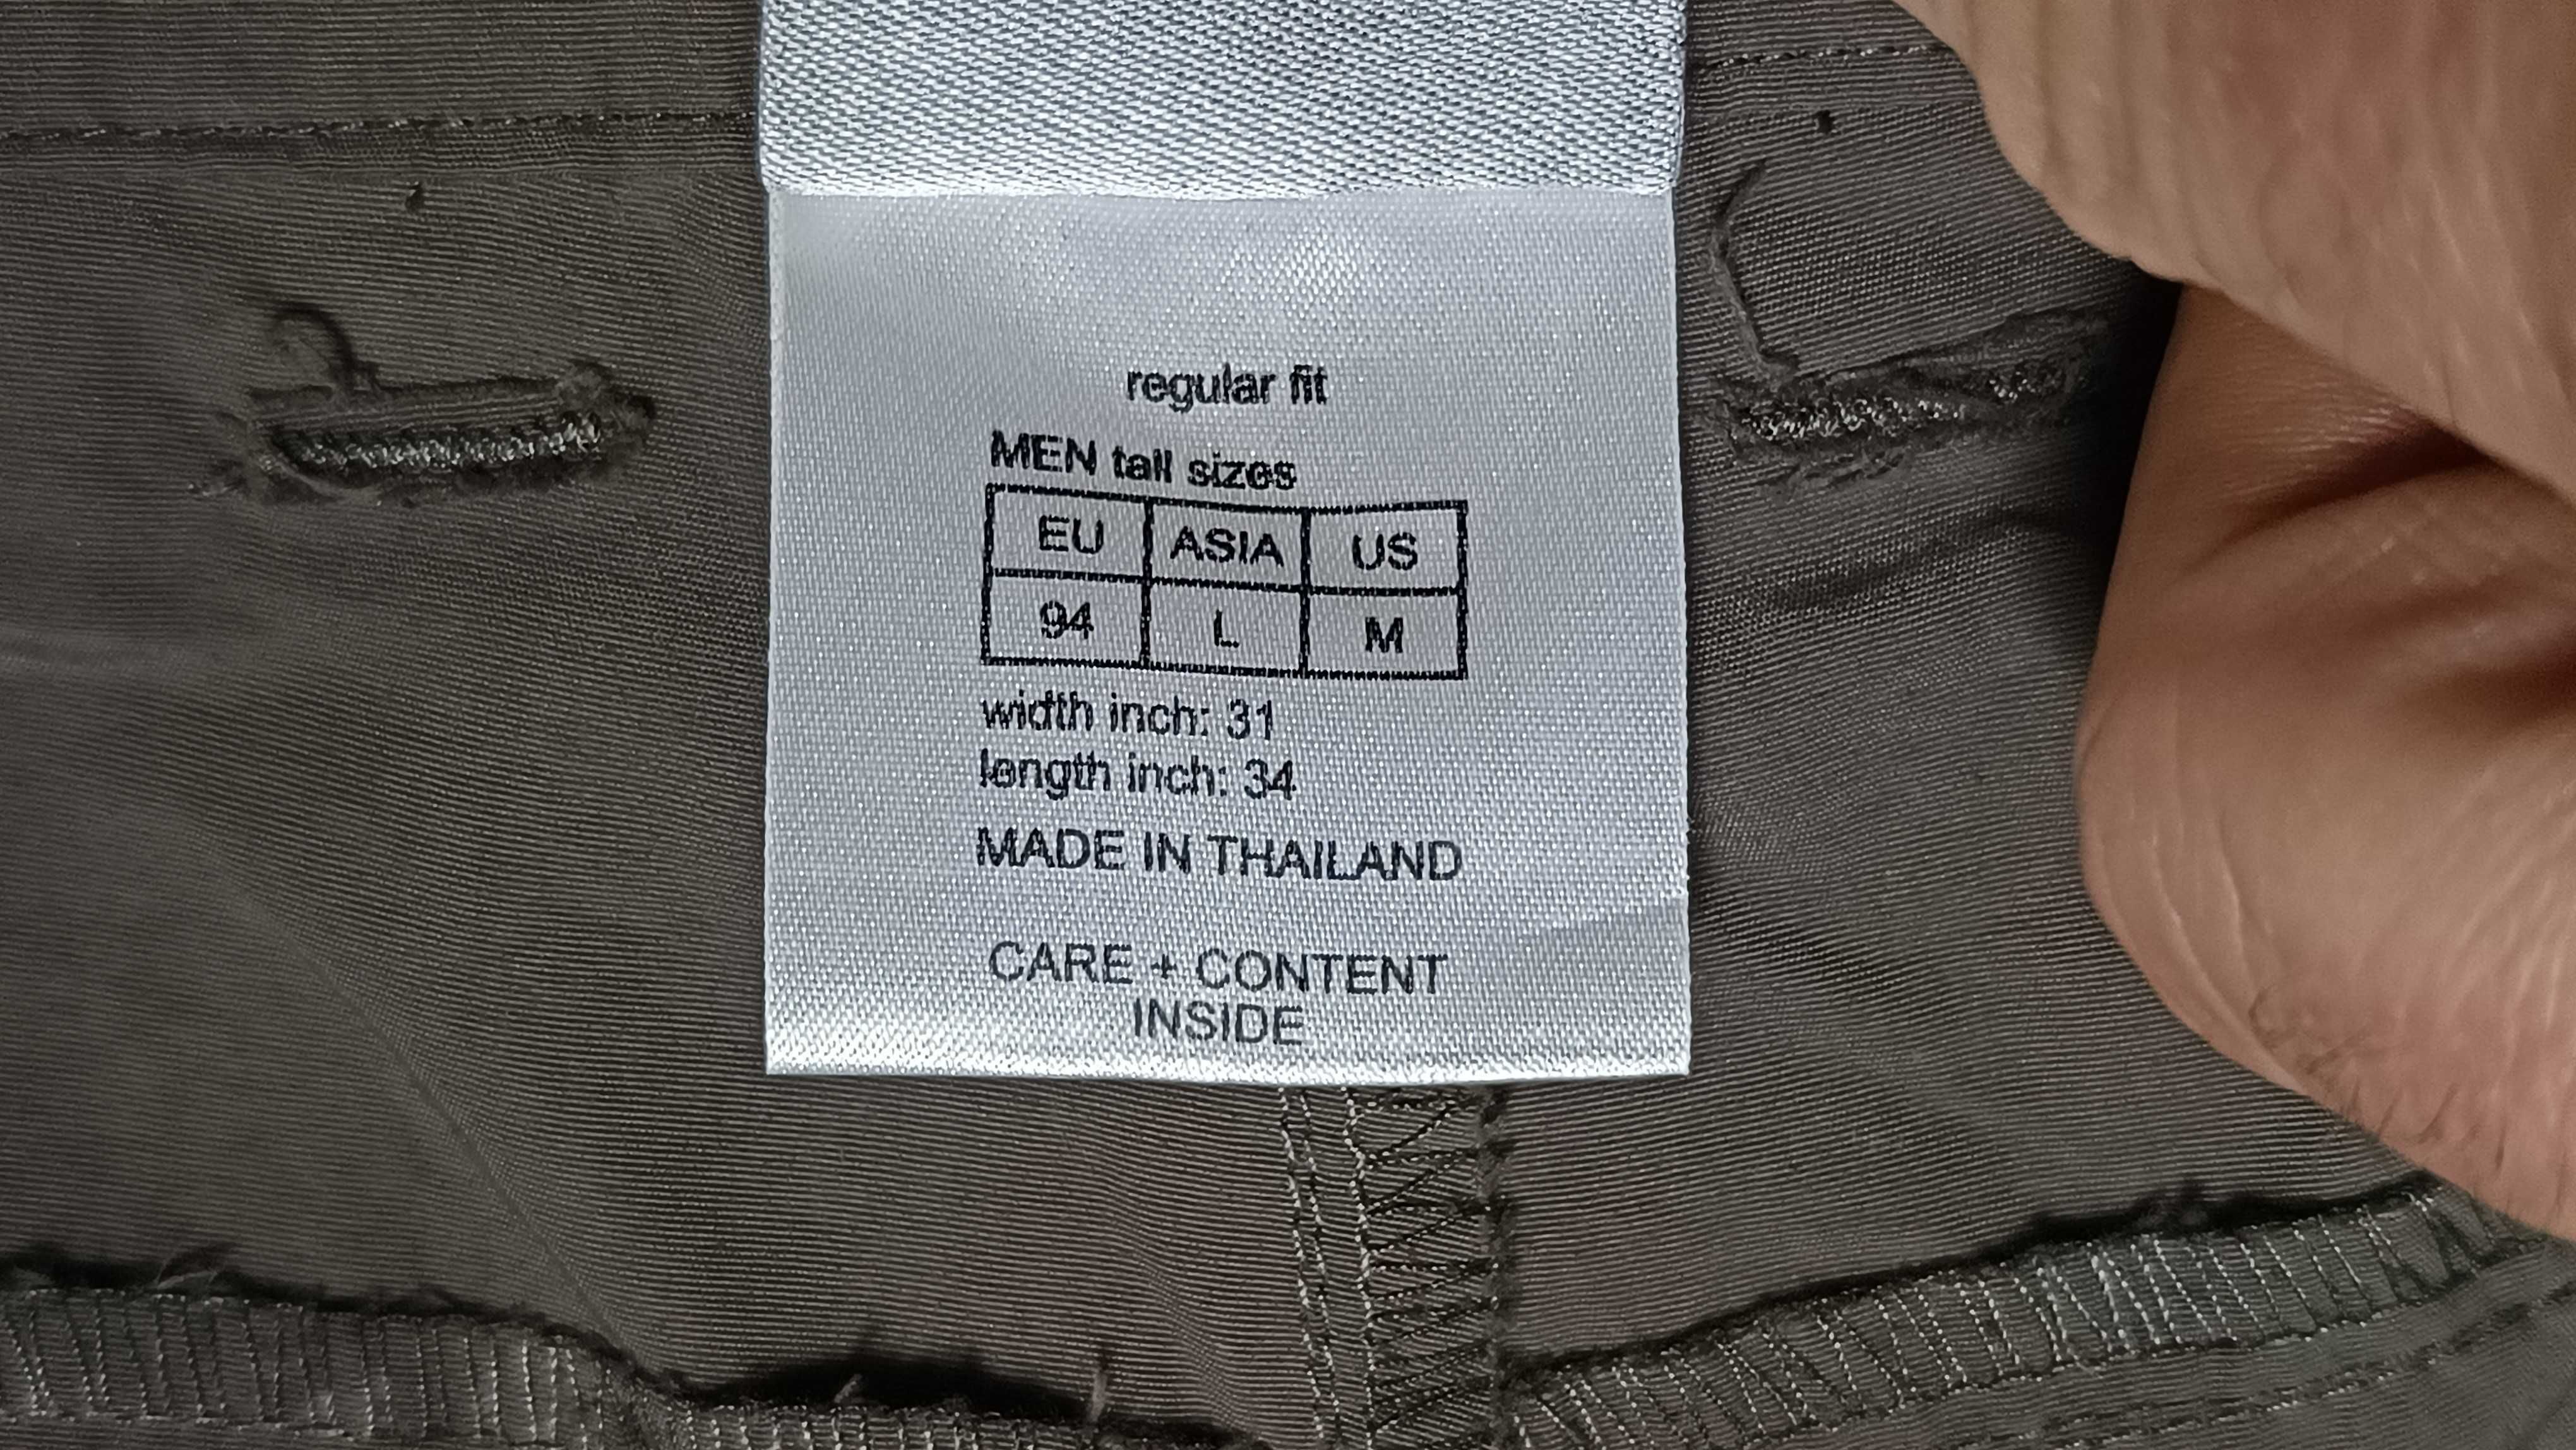 regular fit
MEN tall sizes
EU ASIA US
94 L M
width inch: 31
length inch: 34
MADE IN THAILAND
CARE + CONTENT
INSIDE